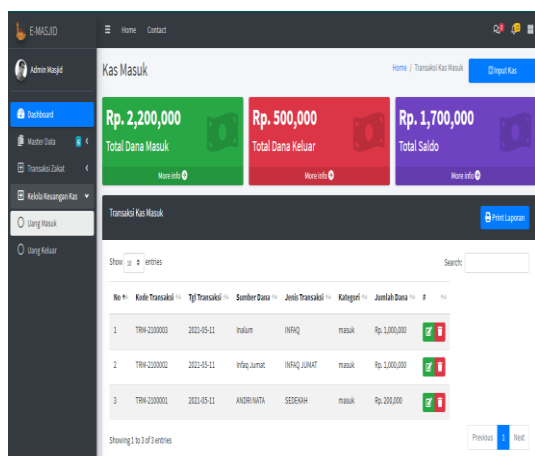 E-MASJID
Home Contact
Admin Masjid
Dashboard
Master Data
Transaksi Zakat
Kelola Keuangan Kas
Uang Masuk
Uang Keluar
Kas Masuk
Home / Transaksi Kas Masuk
Input Kas
Rp. 2,200,000
Total Dana Masuk
More info
Rp. 500,000
Total Dana Keluar
More info
Rp. 1,700,000
Total Saldo
More info
Transaksi Kas Masuk
Print Laporan
Show 10 entries
Search:
No Kode Transaksi Tgl Transaksi Sumber Dana Jenis Transaksi Kategori Jumlah Dana #
1 TRM-2100003 2021-05-11 Inalum INFAQ masuk Rp. 1,000,000
2 TRM-2100002 2021-05-11 Infaq Jumat INFAQ JUMAT masuk Rp. 1,000,000
3 TRM-2100001 2021-05-11 ANDRI NATA SEDEKAH masuk Rp. 200,000
Showing 1 to 3 of 3 entries
Previous 1 Next